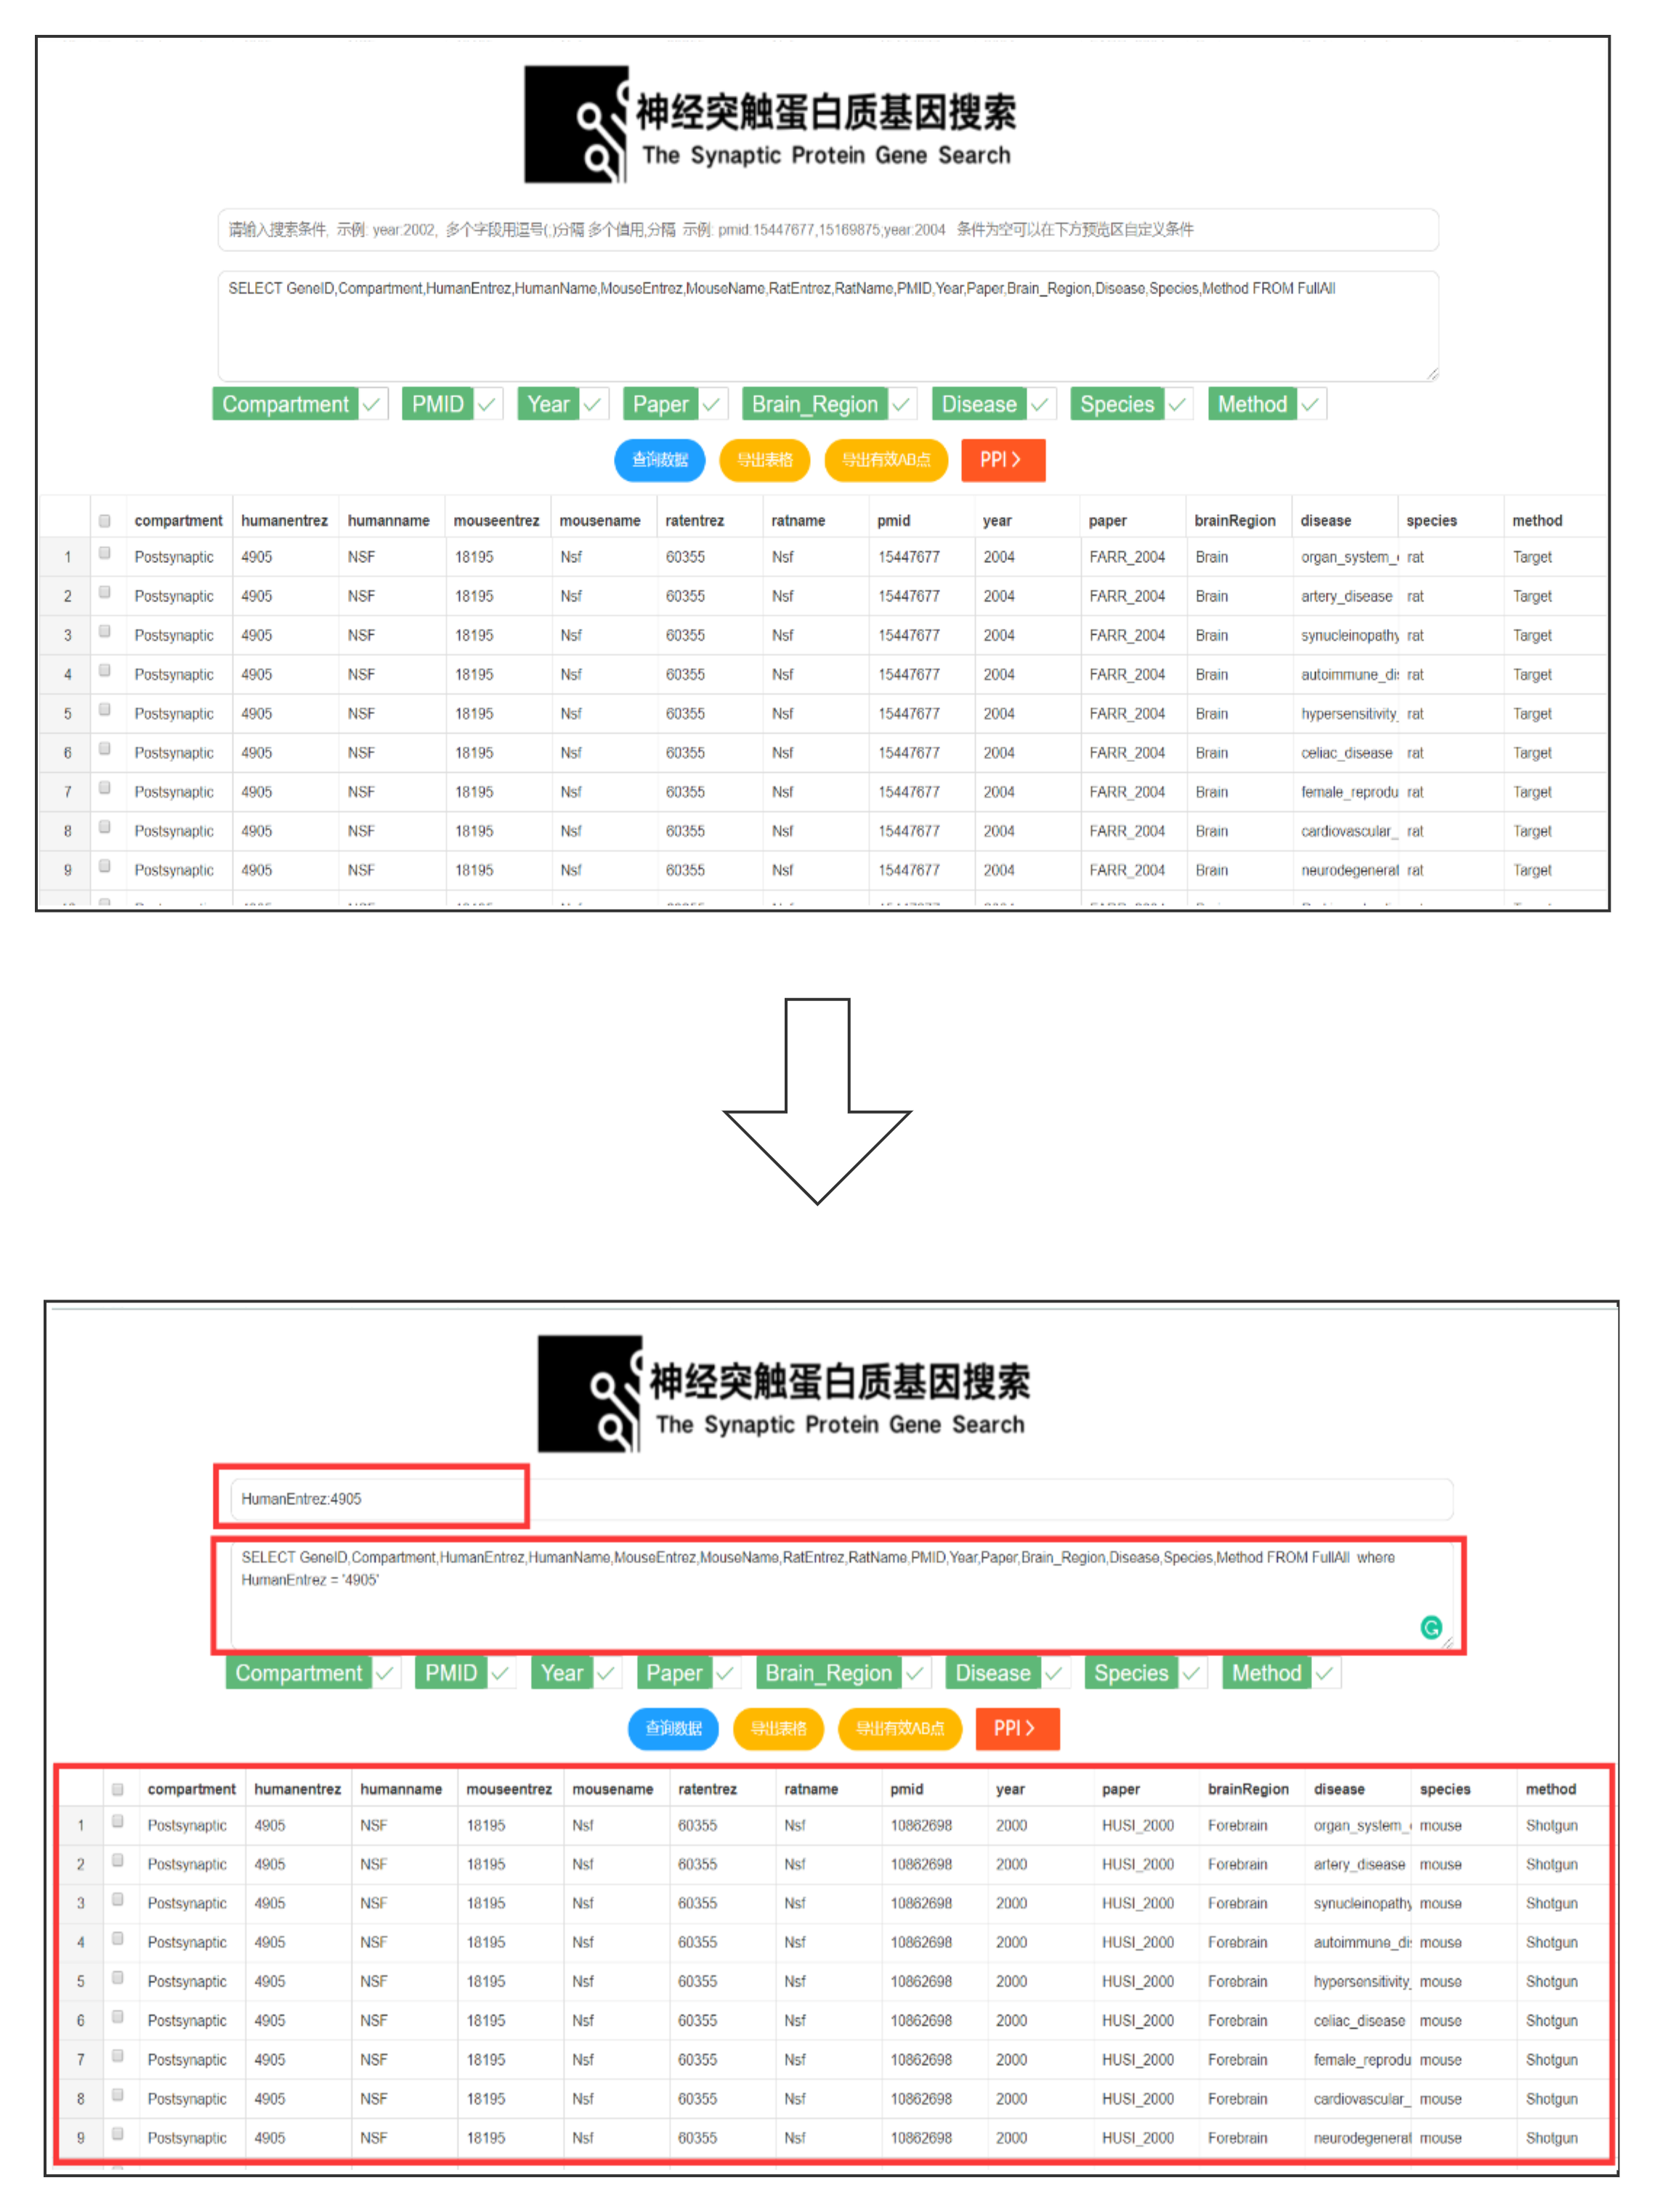 神经突触蛋白质基因搜索
The Synaptic Protein Gene Search
请输入搜索条件, 示例: year:2002, 多个字段用逗号(;)分隔 多个值用,分隔 示例: pmid:15447677,15169875;year:2004 条件为空可以在下方预览区自定义条件
SELECT GeneID,Compartment,HumanEntrez,HumanName,MouseEntrez,MouseName,RatEntrez,RatName,PMID,Year,Paper,Brain_Region,Disease,Species,Method FROM FullAll
Compartment PMID Year Paper Brain_Region Disease Species Method
查询数据 导出表格 导出有效AB点 PPI >
compartment humanentrez humanname mouseentrez mousename ratentrez ratname pmid year paper brainRegion disease species method
1 Postsynaptic 4905 NSF 18195 Nsf 60355 Nsf 15447677 2004 FARR_2004 Brain organ_system_ rat Target
2 Postsynaptic 4905 NSF 18195 Nsf 60355 Nsf 15447677 2004 FARR_2004 Brain artery_disease rat Target
3 Postsynaptic 4905 NSF 18195 Nsf 60355 Nsf 15447677 2004 FARR_2004 Brain synucleinopathy rat Target
4 Postsynaptic 4905 NSF 18195 Nsf 60355 Nsf 15447677 2004 FARR_2004 Brain autoimmune_di rat Target
5 Postsynaptic 4905 NSF 18195 Nsf 60355 Nsf 15447677 2004 FARR_2004 Brain hypersensitivity_ rat Target
6 Postsynaptic 4905 NSF 18195 Nsf 60355 Nsf 15447677 2004 FARR_2004 Brain celiac_disease rat Target
7 Postsynaptic 4905 NSF 18195 Nsf 60355 Nsf 15447677 2004 FARR_2004 Brain female_reprodu rat Target
8 Postsynaptic 4905 NSF 18195 Nsf 60355 Nsf 15447677 2004 FARR_2004 Brain cardiovascular_ rat Target
9 Postsynaptic 4905 NSF 18195 Nsf 60355 Nsf 15447677 2004 FARR_2004 Brain neurodegenerat rat Target
神经突触蛋白质基因搜索
The Synaptic Protein Gene Search
HumanEntrez:4905
SELECT GeneID,Compartment,HumanEntrez,HumanName,MouseEntrez,MouseName,RatEntrez,RatName,PMID,Year,Paper,Brain_Region,Disease,Species,Method FROM FullAll where
HumanEntrez = '4905'
Compartment PMID Year Paper Brain_Region Disease Species Method
查询数据 导出表格 导出有效AB点 PPI >
compartment humanentrez humanname mouseentrez mousename ratentrez ratname pmid year paper brainRegion disease species method
1 Postsynaptic 4905 NSF 18195 Nsf 60355 Nsf 10862698 2000 HUSI_2000 Forebrain organ_system_ mouse Shotgun
2 Postsynaptic 4905 NSF 18195 Nsf 60355 Nsf 10862698 2000 HUSI_2000 Forebrain artery_disease mouse Shotgun
3 Postsynaptic 4905 NSF 18195 Nsf 60355 Nsf 10862698 2000 HUSI_2000 Forebrain synucleinopathy mouse Shotgun
4 Postsynaptic 4905 NSF 18195 Nsf 60355 Nsf 10862698 2000 HUSI_2000 Forebrain autoimmune_di mouse Shotgun
5 Postsynaptic 4905 NSF 18195 Nsf 60355 Nsf 10862698 2000 HUSI_2000 Forebrain hypersensitivity_ mouse Shotgun
6 Postsynaptic 4905 NSF 18195 Nsf 60355 Nsf 10862698 2000 HUSI_2000 Forebrain celiac_disease mouse Shotgun
7 Postsynaptic 4905 NSF 18195 Nsf 60355 Nsf 10862698 2000 HUSI_2000 Forebrain female_reprodu mouse Shotgun
8 Postsynaptic 4905 NSF 18195 Nsf 60355 Nsf 10862698 2000 HUSI_2000 Forebrain cardiovascular_ mouse Shotgun
9 Postsynaptic 4905 NSF 18195 Nsf 60355 Nsf 10862698 2000 HUSI_2000 Forebrain neurodegenerat mouse Shotgun